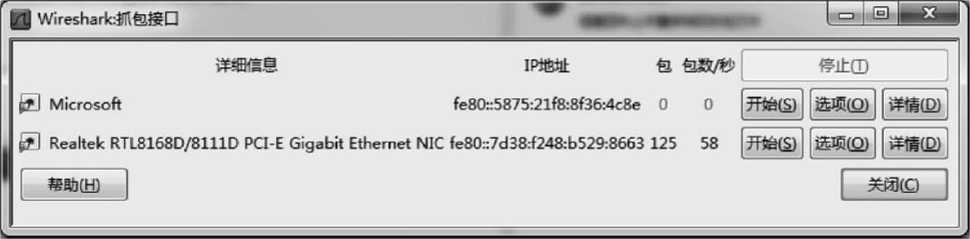 Wireshark:抓包接口
详细信息 IP地址 包 包数/秒 停止(T)
Microsoft fe80::5875:21f8:8f36:4c8e 0 0 开始(S) 选项(O) 详情(D)
Realtek RTL8168D/8111D PCI-E Gigabit Ethernet NIC fe80::7d38:f248:b529:8663 125 58 开始(S) 选项(O) 详情(D)
帮助(H) 关闭(C)